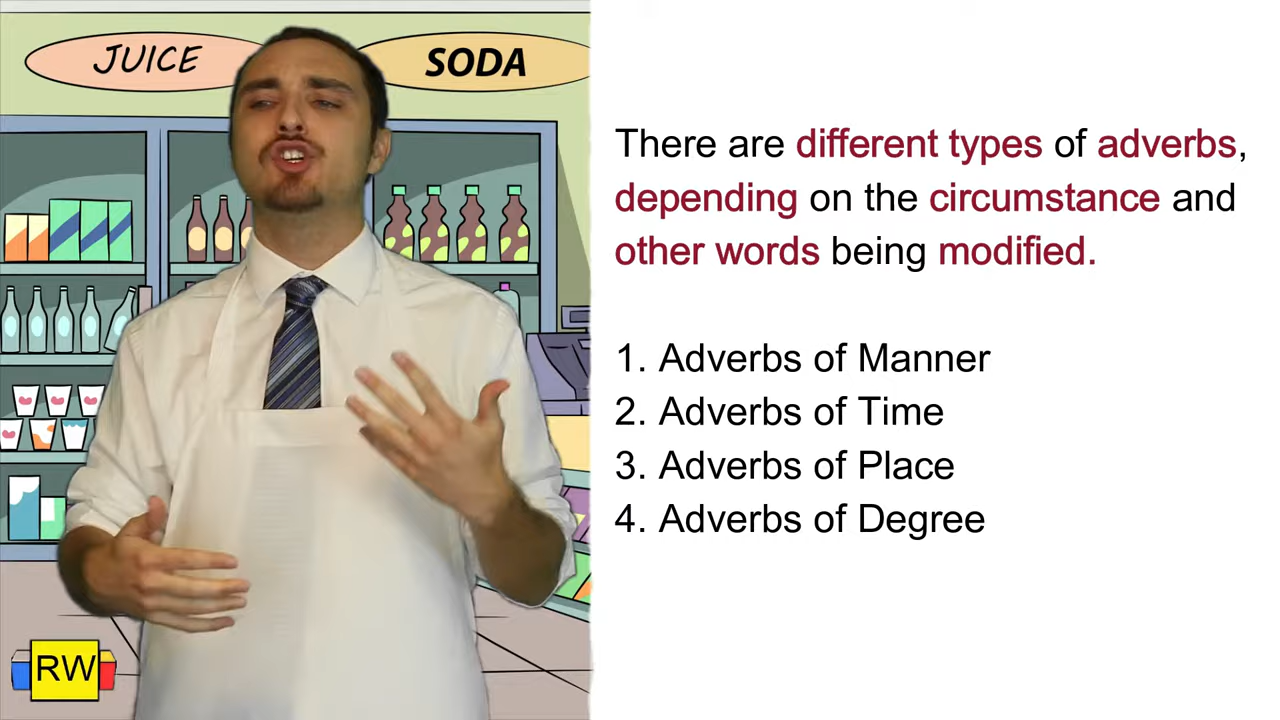 JUICE
SODA
There are different types of adverbs,
depending on the circumstance and
other words being modified.
1. Adverbs of Manner
2. Adverbs of Time
3. Adverbs of Place
4. Adverbs of Degree
RW